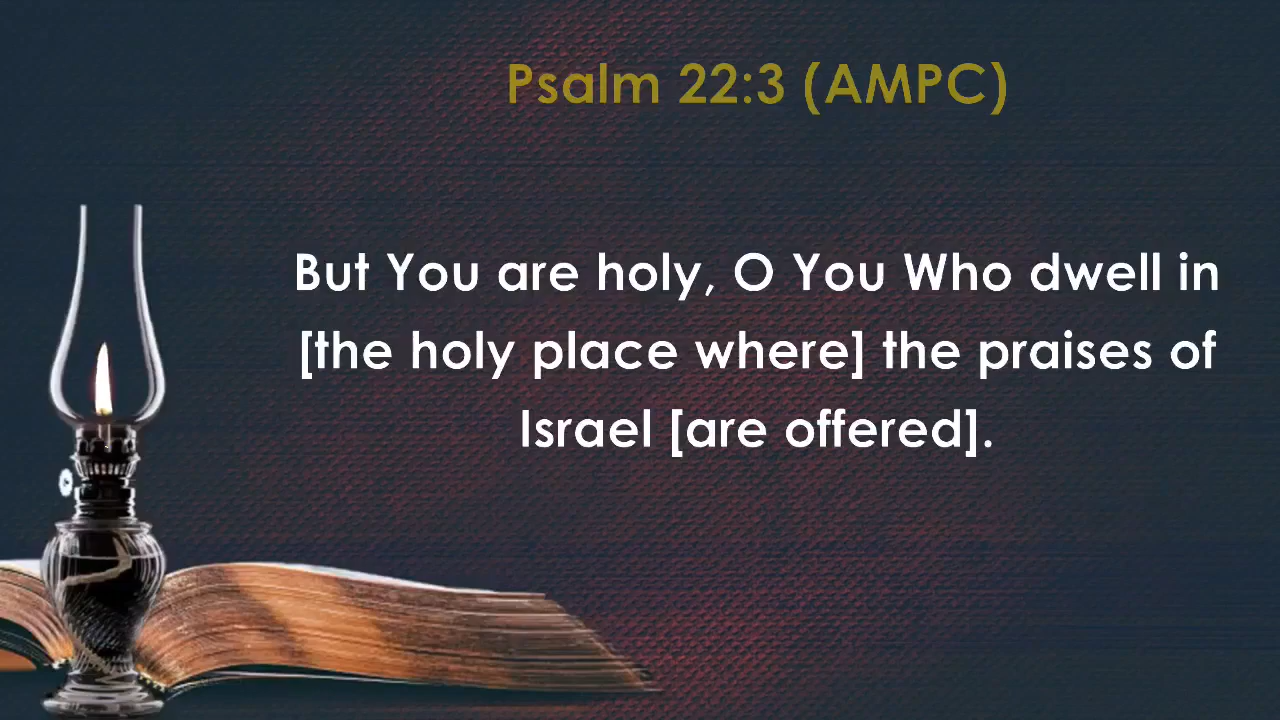 Psalm 22:3 (AMPC)
But You are holy, O You Who dwell in
[the holy place where] the praises of
Israel [are offered].